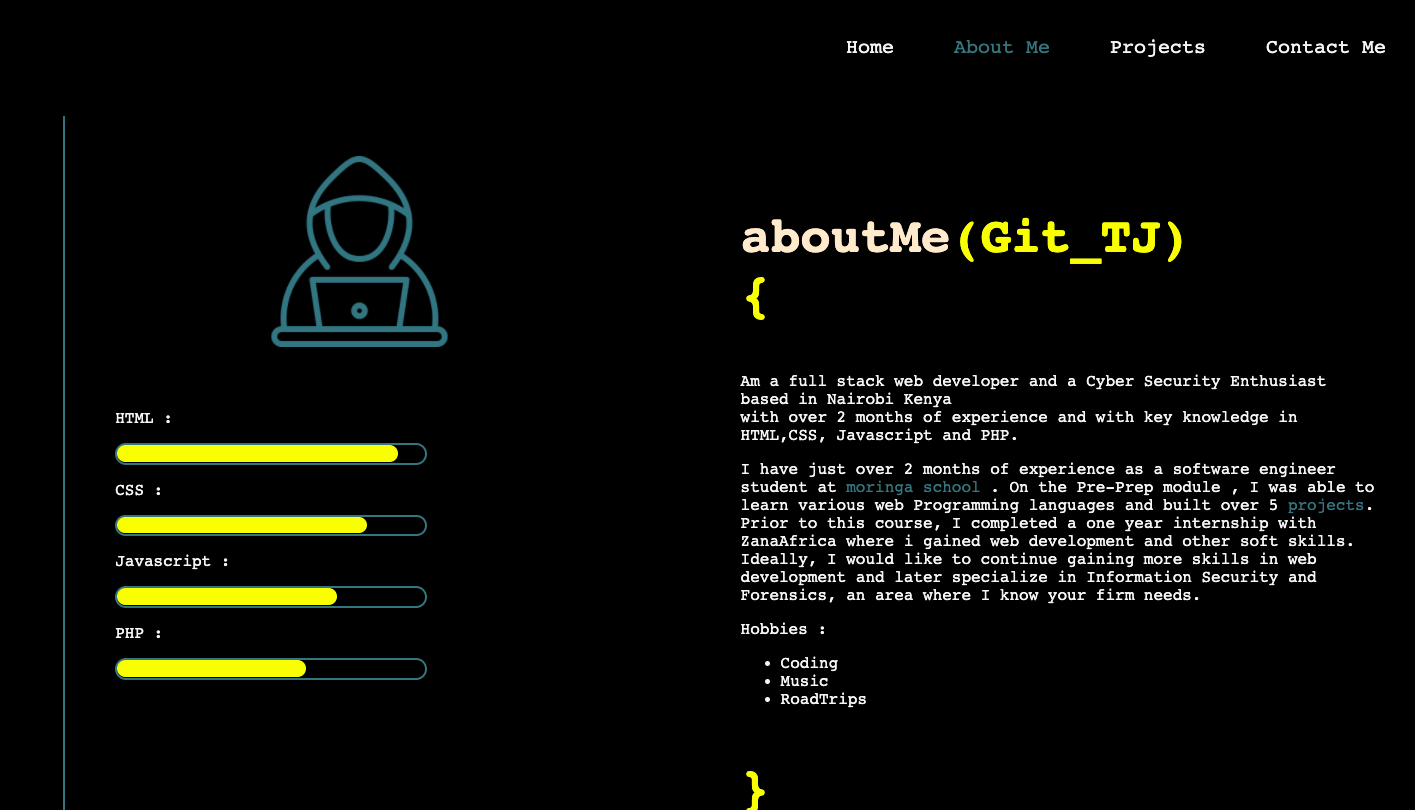 Home About Me Projects Contact Me
HTML :
CSS :
Javascript :
PHP :
aboutMe(Git_TJ)
{
Am a full stack web developer and a Cyber Security Enthusiast
based in Nairobi Kenya
with over 2 months of experience and with key knowledge in
HTML,CSS, Javascript and PHP.
I have just over 2 months of experience as a software engineer
student at moringa school . On the Pre-Prep module , I was able to
learn various web Programming languages and built over 5 projects.
Prior to this course, I completed a one year internship with
ZanaAfrica where i gained web development and other soft skills.
Ideally, I would like to continue gaining more skills in web
development and later specialize in Information Security and
Forensics, an area where I know your firm needs.
Hobbies :
• Coding
• Music
• RoadTrips
}